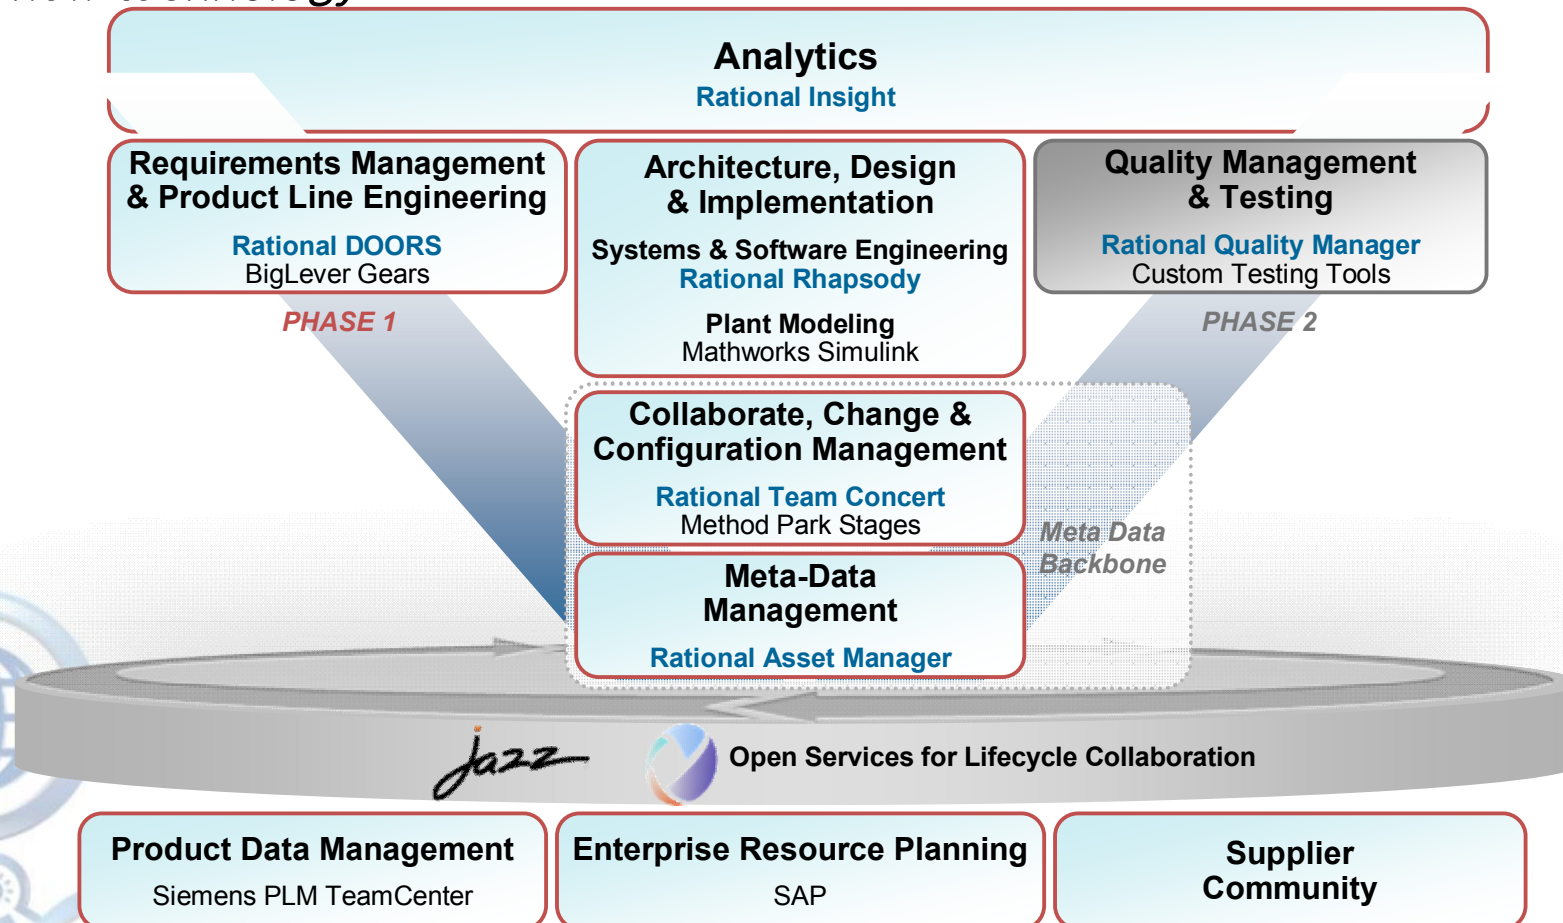 new technology
Analytics
Rational Insight
Requirements Management
& Product Line Engineering
Rational DOORS
BigLever Gears
PHASE 1
Architecture, Design
& Implementation
Systems & Software Engineering
Rational Rhapsody
Plant Modeling
Mathworks Simulink
Quality Management
& Testing
Rational Quality Manager
Custom Testing Tools
PHASE 2
Collaborate, Change &
Configuration Management
Rational Team Concert
Method Park Stages
Meta Data
Backbone
Meta-Data
Management
Rational Asset Manager
jazz
Open Services for Lifecycle Collaboration
Product Data Management
Siemens PLM TeamCenter
Enterprise Resource Planning
SAP
Supplier
Community